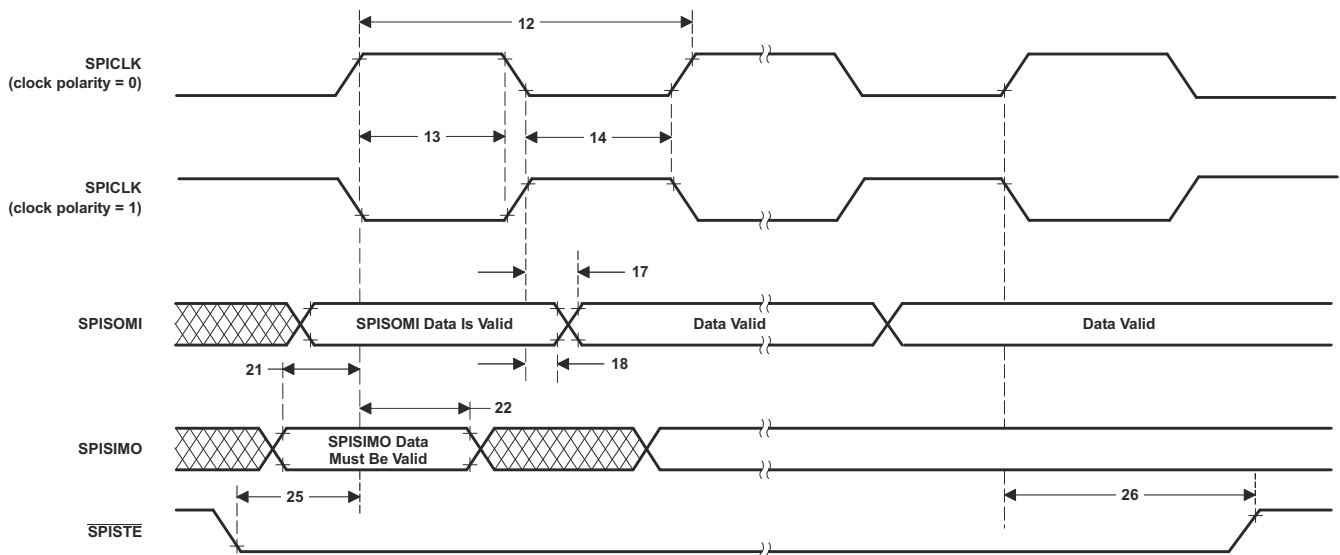 12
SPICLK
(clock polarity = 0)
13
14
SPICLK
(clock polarity = 1)
17
SPISOMI
SPISOMI Data Is Valid
Data Valid
Data Valid
18
21
22
SPISIMO
SPISIMO Data
Must Be Valid
25
26
SPISTE